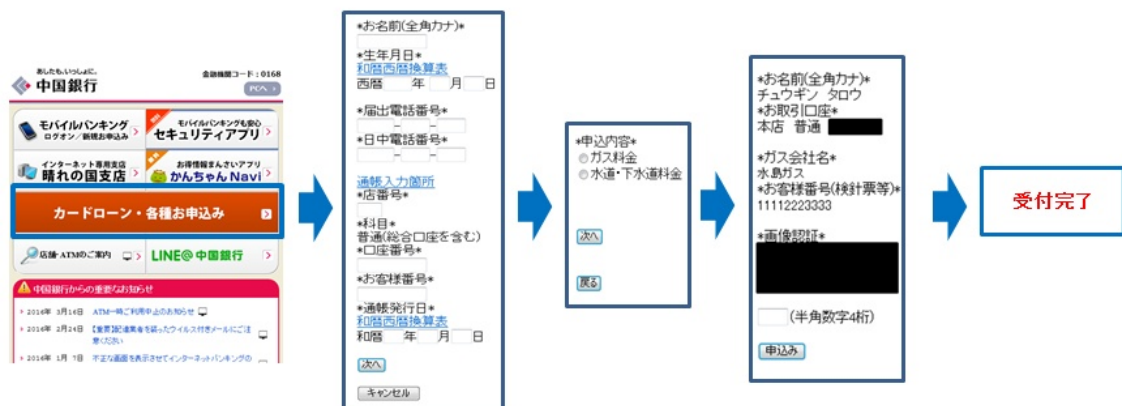 あしたも、いっしょに。
中国銀行
金融機関コード:0168
PCへ >
モバイルバンキング
ログオン/新規お申込み
モバイルバンキングも安心
セキュリティアプリ
インターネット専用支店
晴れの国支店
お得情報まんさいアプリ
かんちゃんNavi
カードローン・各種お申込み
店舗・ATMのご案内
LINE@中国銀行
中国銀行からの重要なお知らせ
2016年 3月16日 ATM一時ご利用中止のお知らせ
2016年 2月24日 【重要】配達業者を装ったウイルス付きメールにご注
意ください
2016年 1月 7日 不正な画面を表示させてインターネットバンキングの
*お名前(全角カナ)*
*生年月日*
和暦西暦換算表
西暦 年 月 日
*届出電話番号*
- -
*日中電話番号*
- -
通帳入力箇所
*店番号*
*科目*
普通(総合口座を含む)
*口座番号*
*お客様番号*
*通帳発行日*
和暦西暦換算表
和暦 年 月 日
次へ
キャンセル
*申込内容*
ガス料金
水道・下水道料金
次へ
戻る
*お名前(全角カナ)*
チュウギン タロウ
*お取引口座*
本店 普通
*ガス会社名*
水島ガス
*お客様番号(検針票等)*
11112223333
*画像認証*
(半角数字4桁)
申込み
受付完了